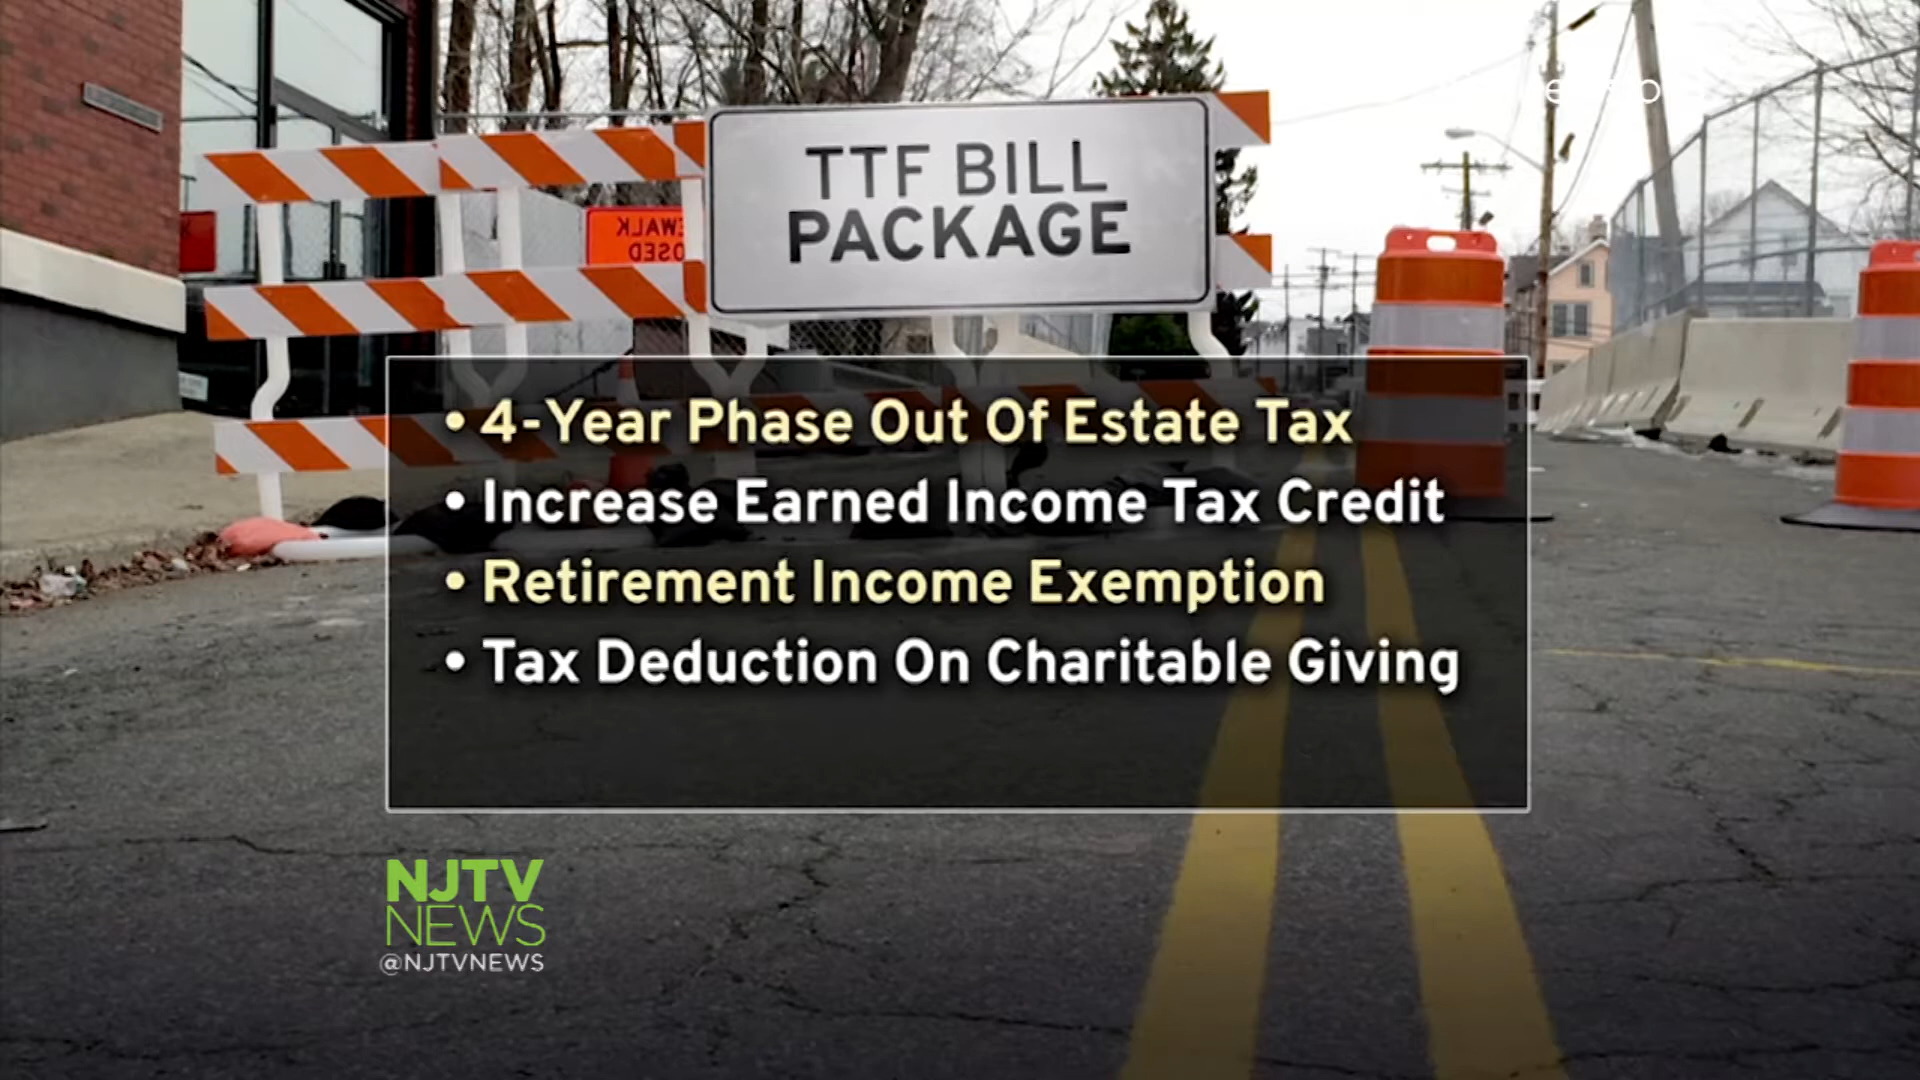 TTF BILL
PACKAGE
• 4-Year Phase Out Of Estate Tax
• Increase Earned Income Tax Credit
• Retirement Income Exemption
• Tax Deduction On Charitable Giving
NJTV
NEWS
@NJTVNEWS